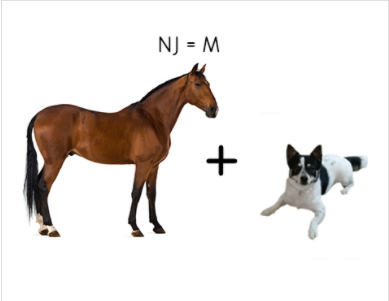 NJ = M
+